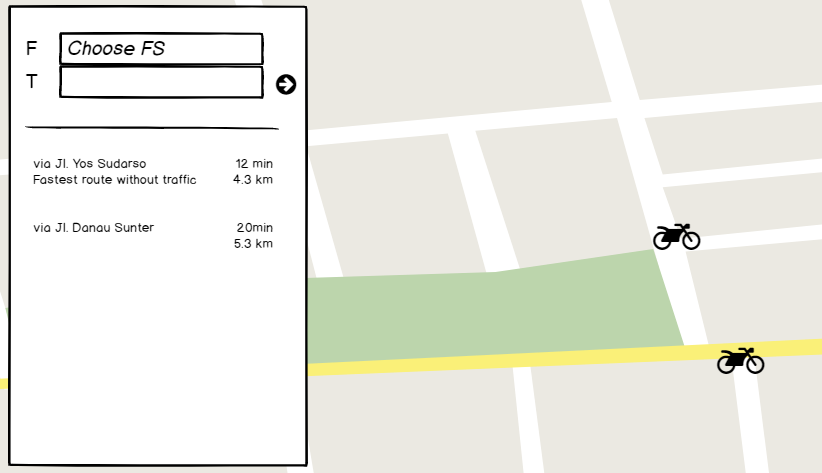 F Choose FS
T
via Jl. Yos Sudarso 12 min
Fastest route without traffic 4.3 km
via Jl. Danau Sunter 20min
5.3 km